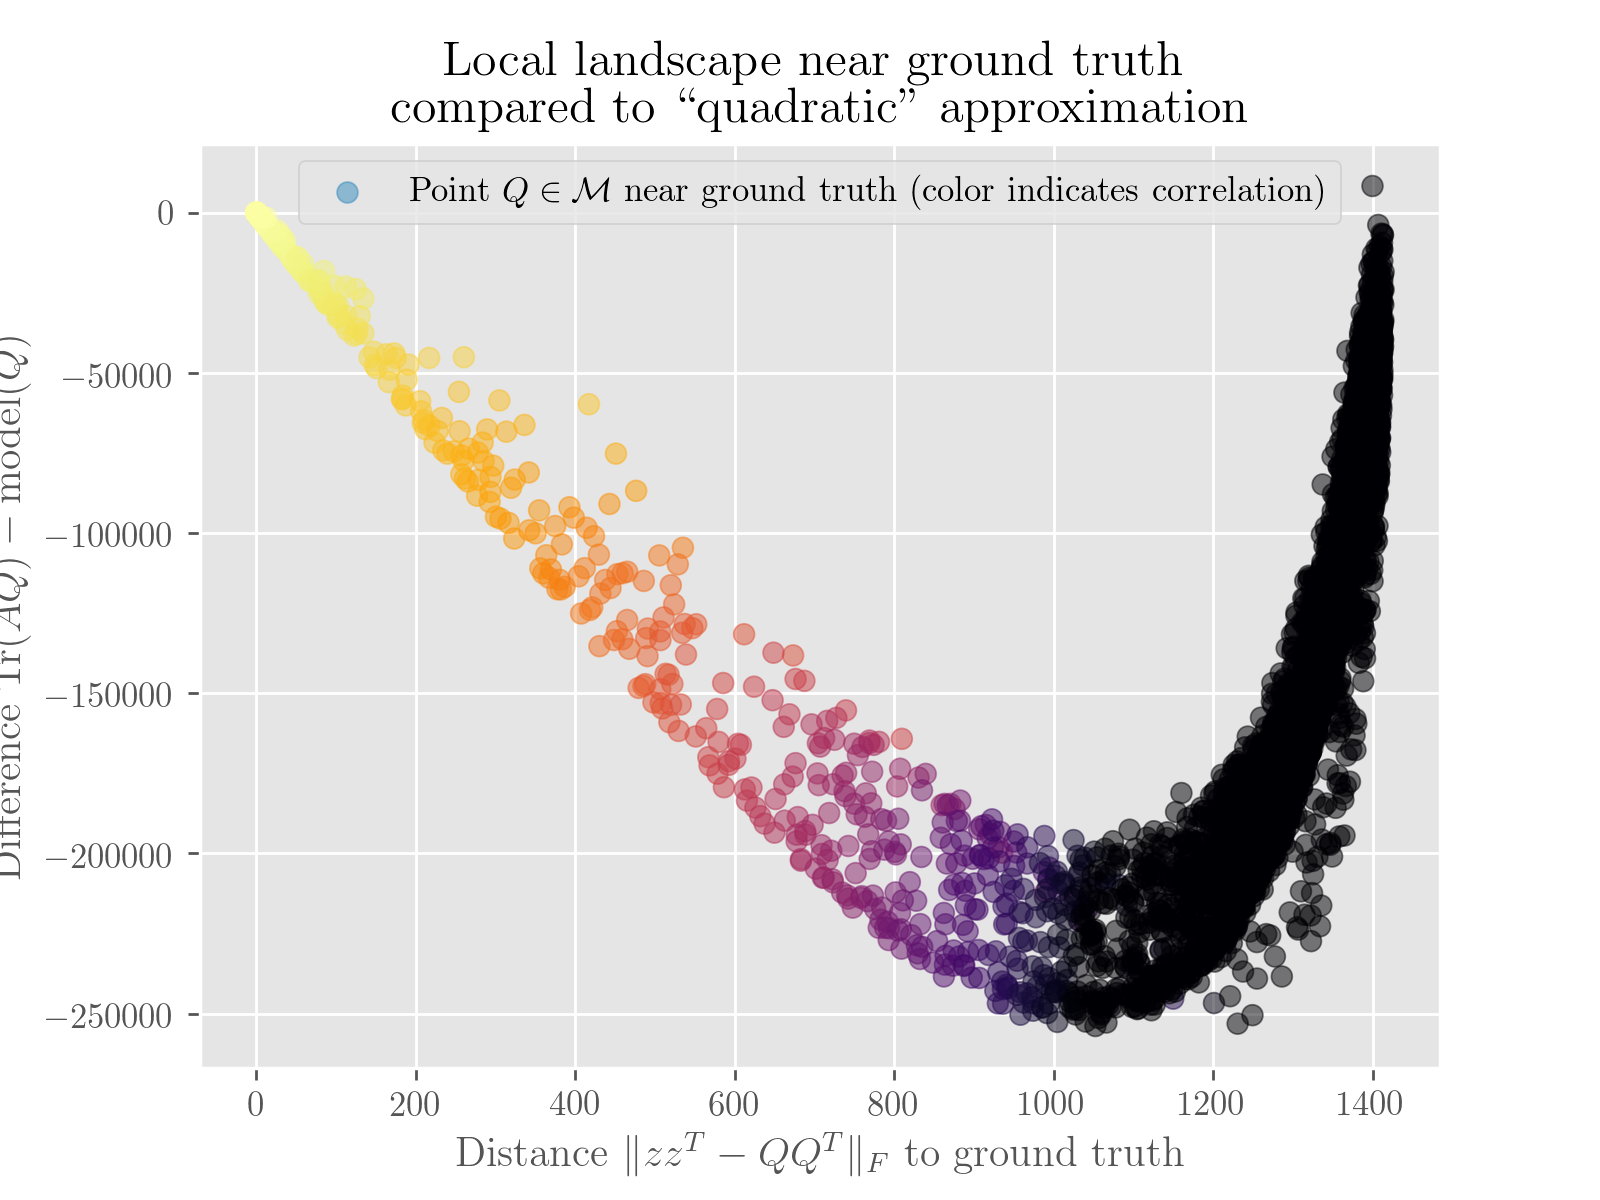 Local landscape near ground truth
compared to “quadratic” approximation
Point Q ∈ ℳ near ground truth (color indicates correlation)
Difference Tr(AQ) − model(Q)
0
−50000
−100000
−150000
−200000
−250000
0 200 400 600 800 1000 1200 1400
Distance ‖zz^T − QQ^T‖_F to ground truth